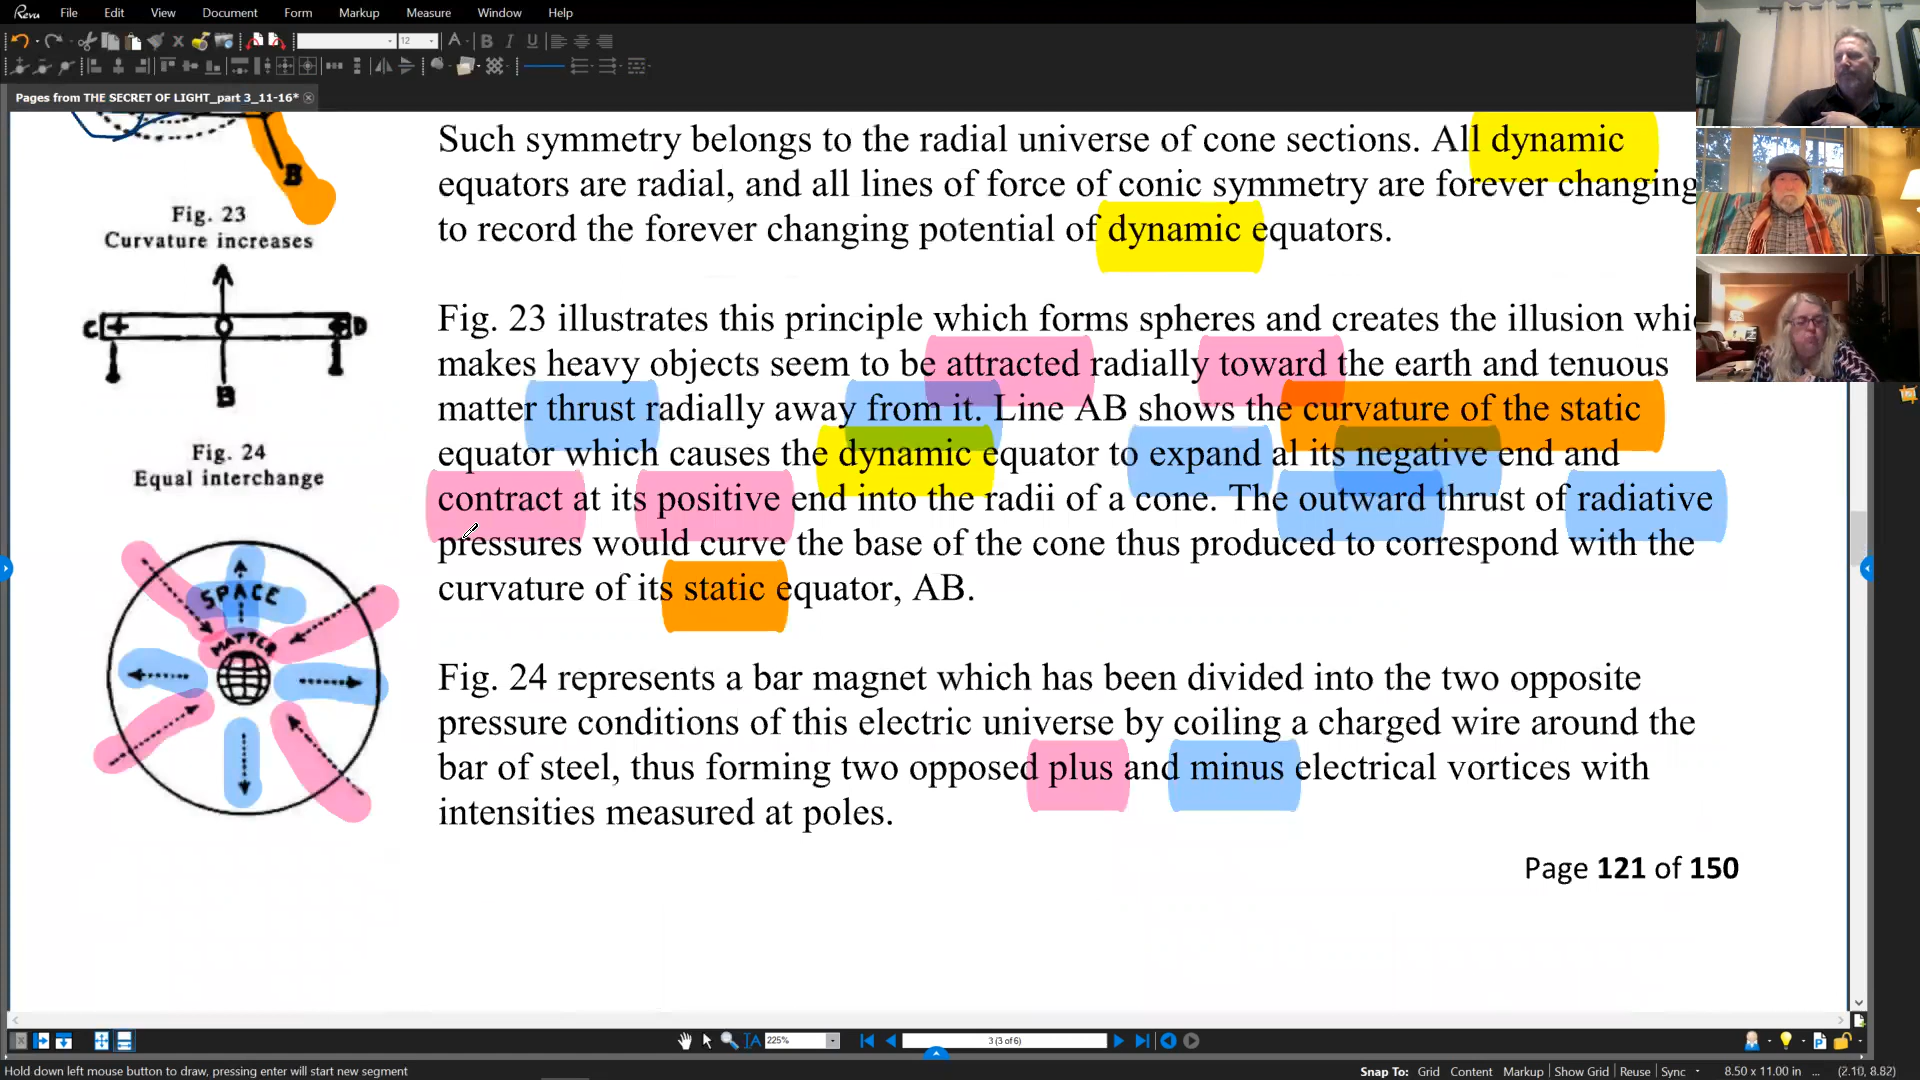 Revu File Edit View Document Form Markup Measure Window Help
12
Pages from THE SECRET OF LIGHT_part 3_11-16*
B
Fig. 23
Curvature increases
C + D
B
Fig. 24
Equal interchange
SPACE
MATTER
Such symmetry belongs to the radial universe of cone sections. All dynamic
equators are radial, and all lines of force of conic symmetry are forever changing
to record the forever changing potential of dynamic equators.
Fig. 23 illustrates this principle which forms spheres and creates the illusion whi
makes heavy objects seem to be attracted radially toward the earth and tenuous
matter thrust radially away from it. Line AB shows the curvature of the static
equator which causes the dynamic equator to expand al its negative end and
contract at its positive end into the radii of a cone. The outward thrust of radiative
pressures would curve the base of the cone thus produced to correspond with the
curvature of its static equator, AB.
Fig. 24 represents a bar magnet which has been divided into the two opposite
pressure conditions of this electric universe by coiling a charged wire around the
bar of steel, thus forming two opposed plus and minus electrical vortices with
intensities measured at poles.
Page 121 of 150
225%
3 (3 of 6)
Hold down left mouse button to draw, pressing enter will start new segment
Snap To: Grid Content Markup Show Grid Reuse Sync 8.50 x 11.00 in ... (2.10, 8.82)